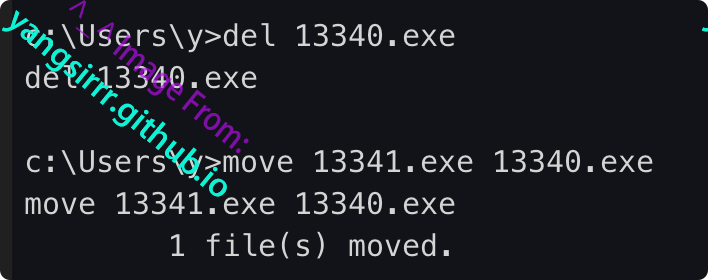 c:\Users\y>del 13340.exe
del 13340.exe
c:\Users\y>move 13341.exe 13340.exe
move 13341.exe 13340.exe
1 file(s) moved.
^_^ Image From:
yangsirrr.github.io